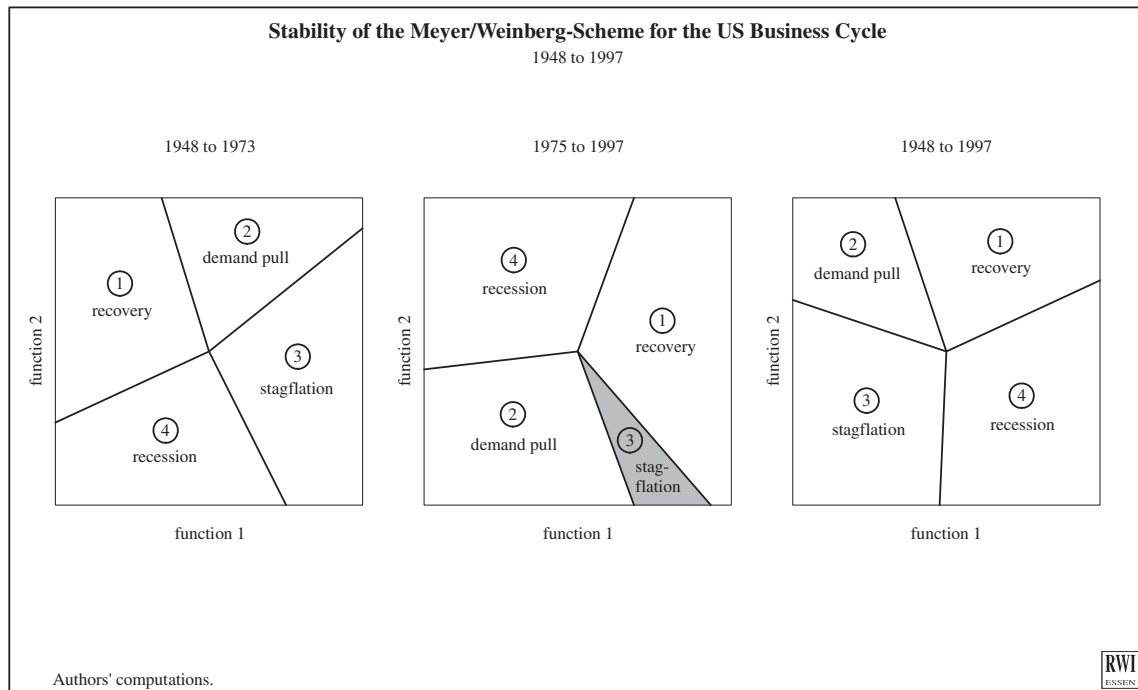 Stability of the Meyer/Weinberg-Scheme for the US Business Cycle
1948 to 1997
1948 to 1973
function 2
1
recovery
2
demand pull
3
stagflation
4
recession
function 1
1975 to 1997
function 2
4
recession
1
recovery
2
demand pull
3
stag-
flation
function 1
1948 to 1997
function 2
2
demand pull
1
recovery
3
stagflation
4
recession
function 1
Authors' computations.
RWI
ESSEN